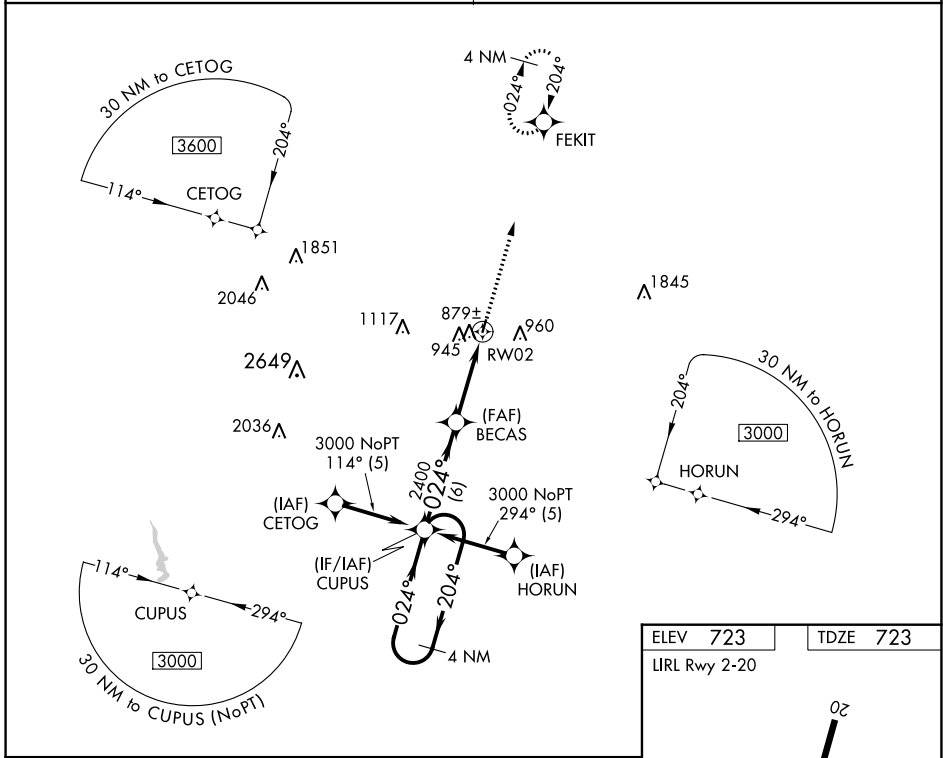 4 NM
024°
204°
FEKIT
30 NM to CETOG
3600
204°
114°
CETOG
1851
2046
1845
1117
879±
945
960
RW02
2649
30 NM to HORUN
204°
3000
HORUN
294°
2036
(FAF)
BECAS
3000 NoPT
114° (5)
2400
024°
(6)
3000 NoPT
294° (5)
(IAF)
CETOG
(IF/IAF)
CUPUS
(IAF)
HORUN
114°
CUPUS
294°
3000
30 NM to CUPUS (NoPT)
024°
204°
4 NM
ELEV 723
TDZE 723
LIRL Rwy 2-20
20